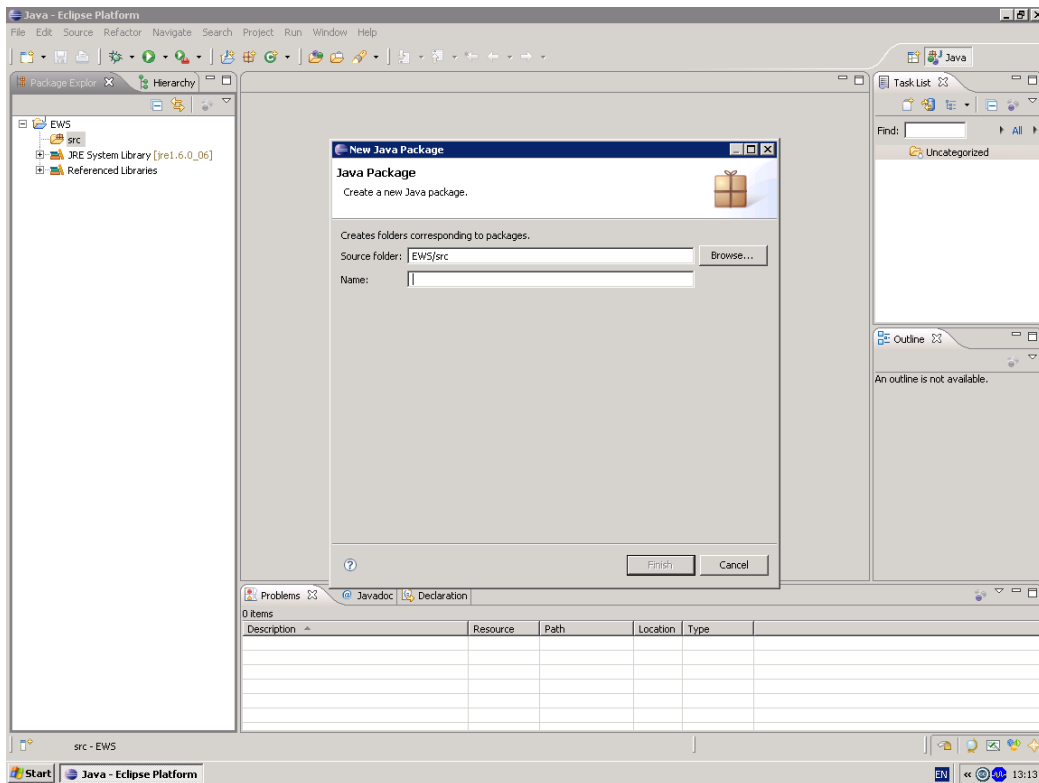 Java - Eclipse Platform
File Edit Source Refactor Navigate Search Project Run Window Help
Java
Package Explor Hierarchy
Task List
EWS
src
JRE System Library [jre1.6.0_06]
Referenced Libraries
Find: All
Uncategorized
New Java Package
Java Package
Create a new Java package.
Creates folders corresponding to packages.
Source folder: EWS/src Browse...
Name:
Outline
An outline is not available.
Finish Cancel
Problems @ Javadoc Declaration
0 items
Description Resource Path Location Type
src - EWS
Start Java - Eclipse Platform EN « 13:13